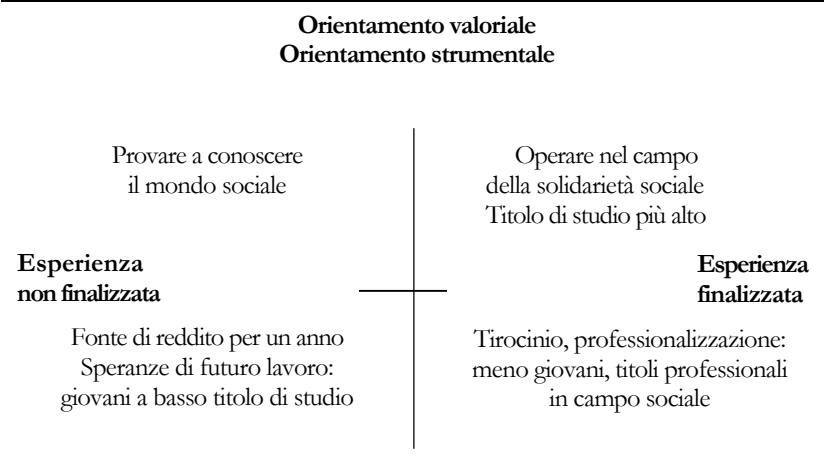 Orientamento valoriale
Orientamento strumentale
Provare a conoscere
il mondo sociale
Operare nel campo
della solidarietà sociale
Titolo di studio più alto
Esperienza
non finalizzata
Esperienza
finalizzata
Fonte di reddito per un anno
Speranze di futuro lavoro:
giovani a basso titolo di studio
Tirocinio, professionalizzazione:
meno giovani, titoli professionali
in campo sociale